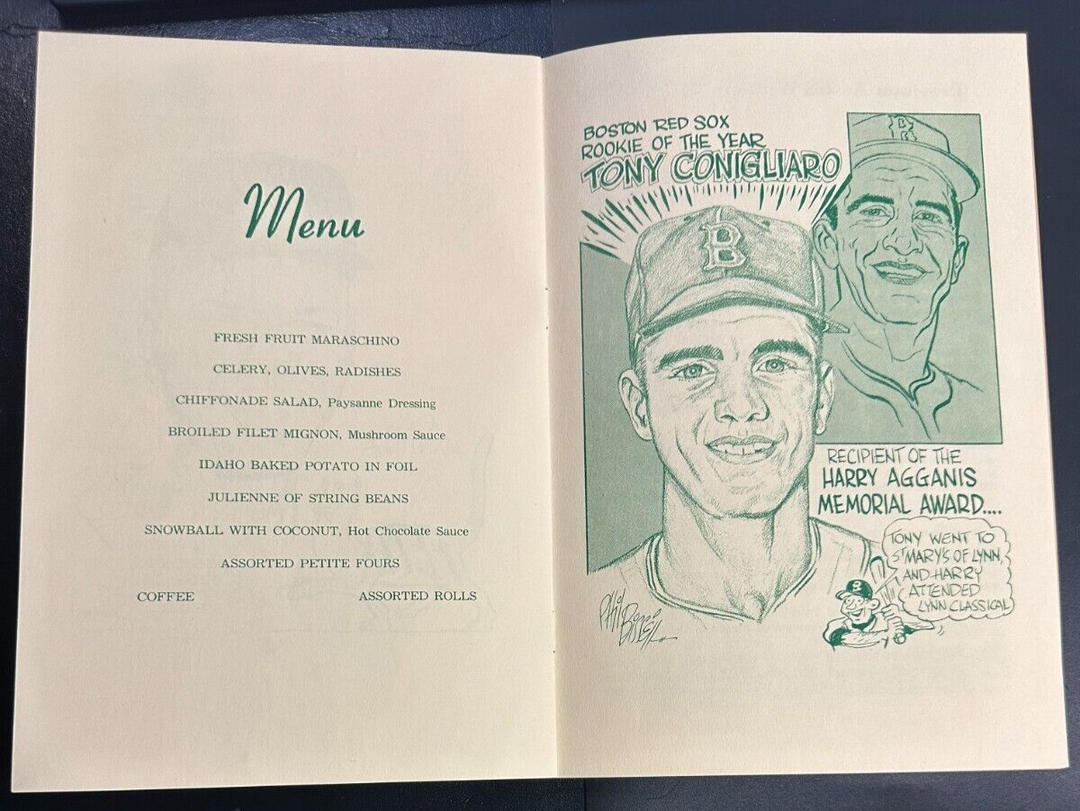 Menu
FRESH FRUIT MARASCHINO
CELERY, OLIVES, RADISHES
CHIFFONADE SALAD, Paysanne Dressing
BROILED FILET MIGNON, Mushroom Sauce
IDAHO BAKED POTATO IN FOIL
JULIENNE OF STRING BEANS
SNOWBALL WITH COCONUT, Hot Chocolate Sauce
ASSORTED PETITE FOURS
COFFEE ASSORTED ROLLS
BOSTON RED SOX
ROOKIE OF THE YEAR
TONY CONIGLIARO
B
B
RECIPIENT OF THE
HARRY AGGANIS
MEMORIAL AWARD....
TONY WENT TO
ST MARY'S OF LYNN,
AND HARRY
ATTENDED
LYNN CLASSICAL
B
Phil